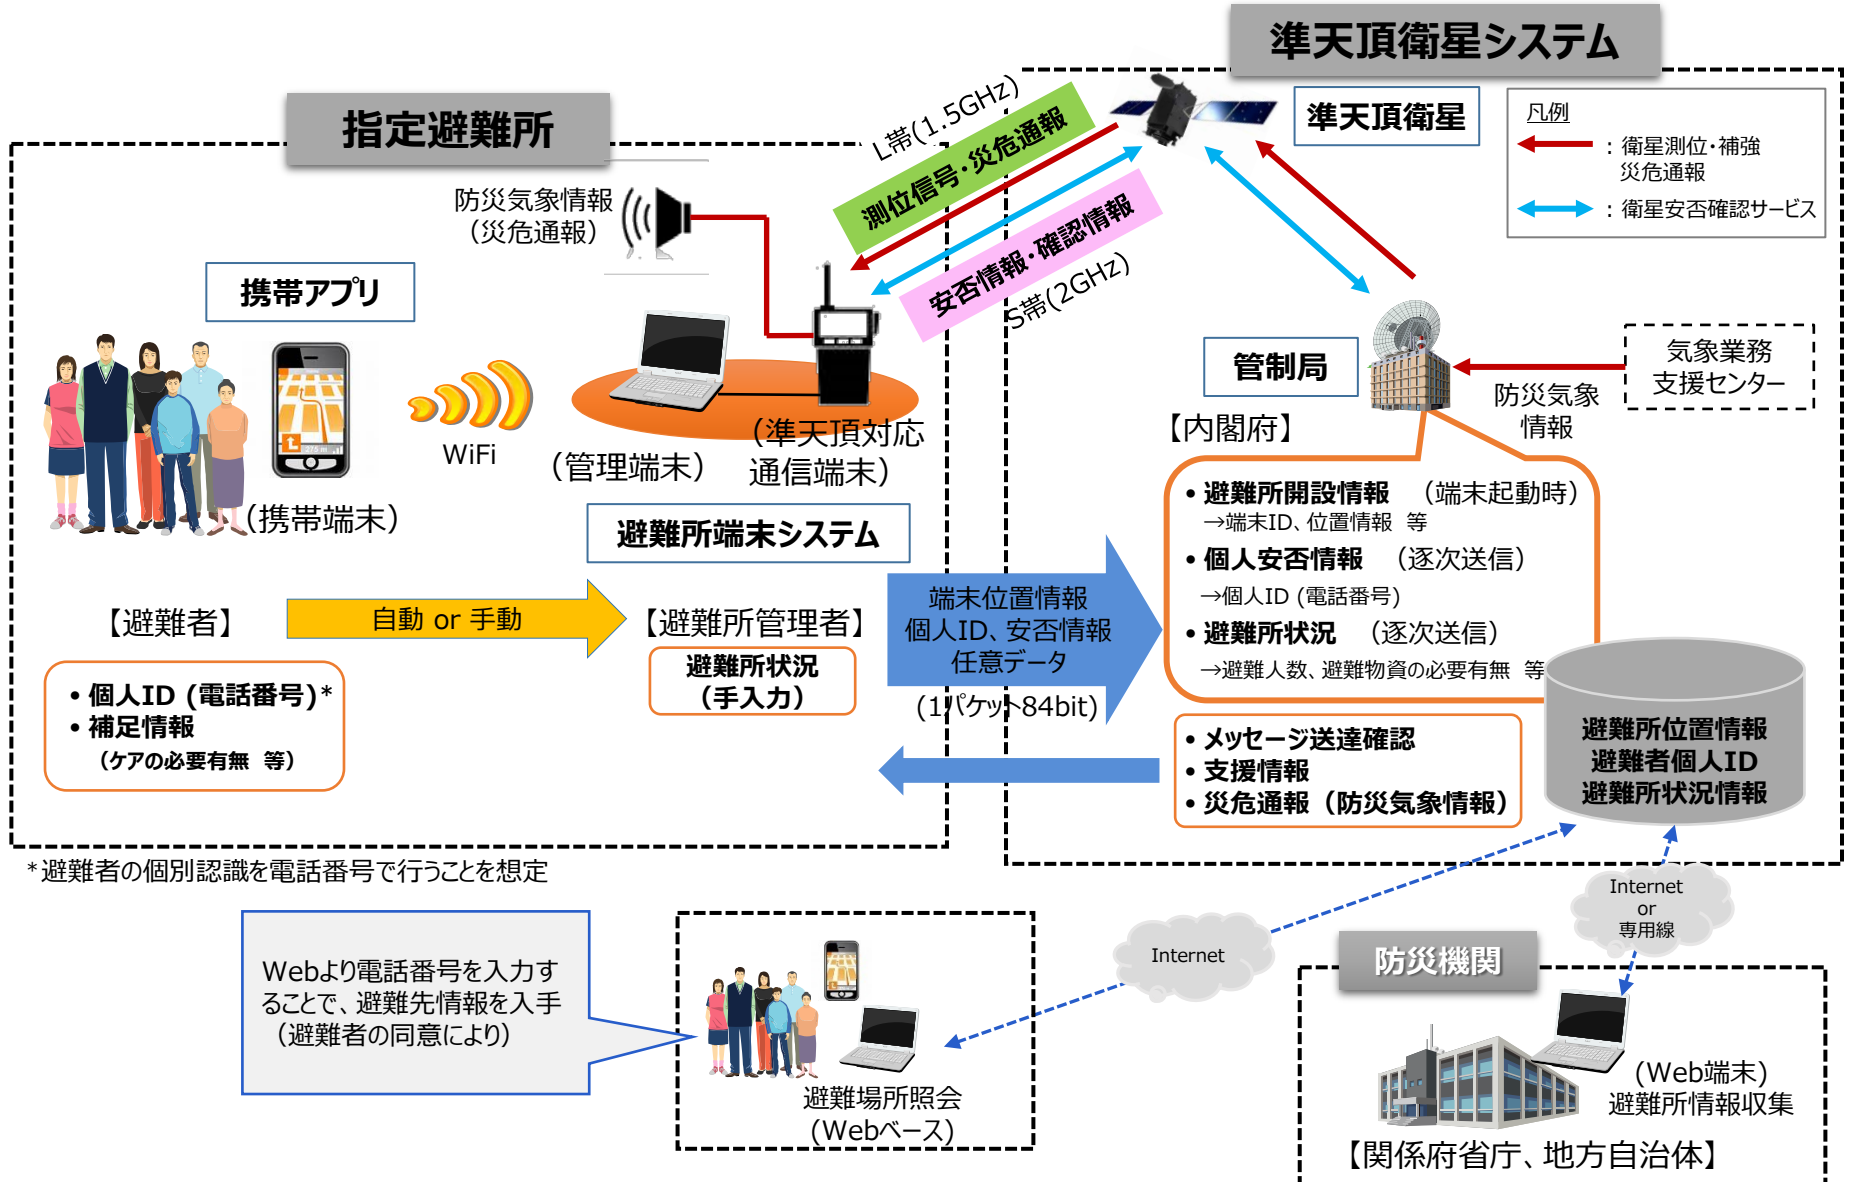 準天頂衛星システム
指定避難所
L帯(1.5GHz)
測位信号・災危通報
安否情報・確認情報
S帯(2GHz)
準天頂衛星
凡例
：衛星測位・補強
災危通報
：衛星安否確認サービス
防災気象情報
（災危通報）
携帯アプリ
WiFi
（携帯端末）
（管理端末）
（準天頂対応
通信端末）
避難所端末システム
管制局
【内閣府】
防災気象
情報
気象業務
支援センター
• 避難所開設情報　（端末起動時）
→端末ID、位置情報 等
• 個人安否情報　（逐次送信）
→個人ID (電話番号)
• 避難所状況　（逐次送信）
→避難人数、避難物資の必要有無 等
【避難者】
自動 or 手動
【避難所管理者】
避難所状況
（手入力）
• 個人ID (電話番号)*
• 補足情報
（ケアの必要有無 等）
端末位置情報
個人ID、安否情報
任意データ
(1パケット84bit)
• メッセージ送達確認
• 支援情報
• 災危通報（防災気象情報）
避難所位置情報
避難者個人ID
避難所状況情報
*避難者の個別認識を電話番号で行うことを想定
Webより電話番号を入力す
ることで、避難先情報を入手
（避難者の同意により）
避難場所照会
(Webベース)
Internet
Internet
or
専用線
防災機関
(Web端末)
避難所情報収集
【関係府省庁、地方自治体】